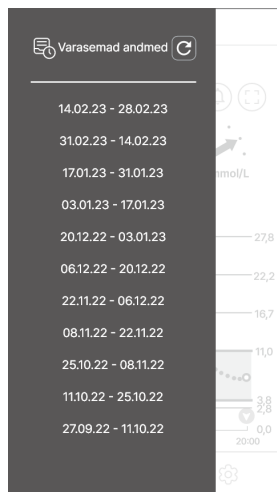 Varasemad andmed
14.02.23 - 28.02.23
31.02.23 - 14.02.23
17.01.23 - 31.01.23
03.01.23 - 17.01.23
20.12.22 - 03.01.23
06.12.22 - 20.12.22
22.11.22 - 06.12.22
08.11.22 - 22.11.22
25.10.22 - 08.11.22
11.10.22 - 25.10.22
27.09.22 - 11.10.22
mmol/L
27,8
22,2
16,7
11,0
3,8
2,8
0,0
20:00